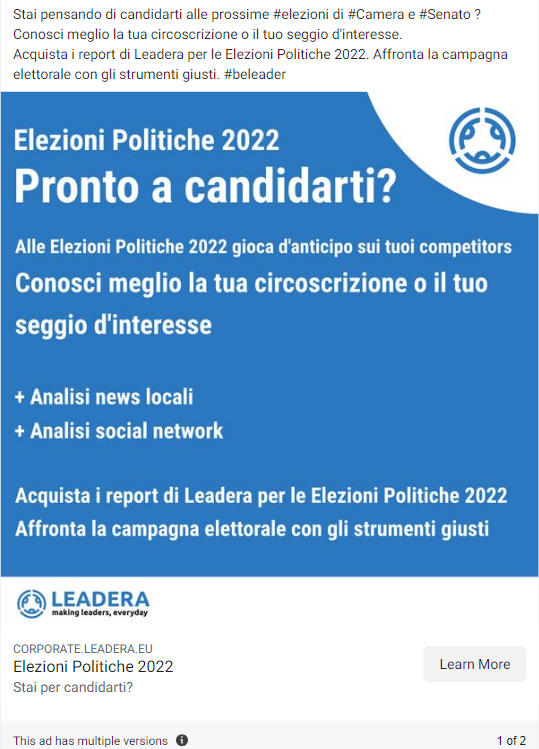 Stai pensando di candidarti alle prossime #elezioni di #Camera e #Senato ?
Conosci meglio la tua circoscrizione o il tuo seggio d'interesse.
Acquista i report di Leadera per le Elezioni Politiche 2022. Affronta la campagna
elettorale con gli strumenti giusti. #beleader
Elezioni Politiche 2022
Pronto a candidarti?
Alle Elezioni Politiche 2022 gioca d'anticipo sui tuoi competitors
Conosci meglio la tua circoscrizione o il tuo
seggio d'interesse
+ Analisi news locali
+ Analisi social network
Acquista i report di Leadera per le Elezioni Politiche 2022
Affronta la campagna elettorale con gli strumenti giusti
LEADERA
making leaders, everyday
CORPORATE.LEADERA.EU
Elezioni Politiche 2022
Stai per candidarti?
Learn More
This ad has multiple versions
1 of 2